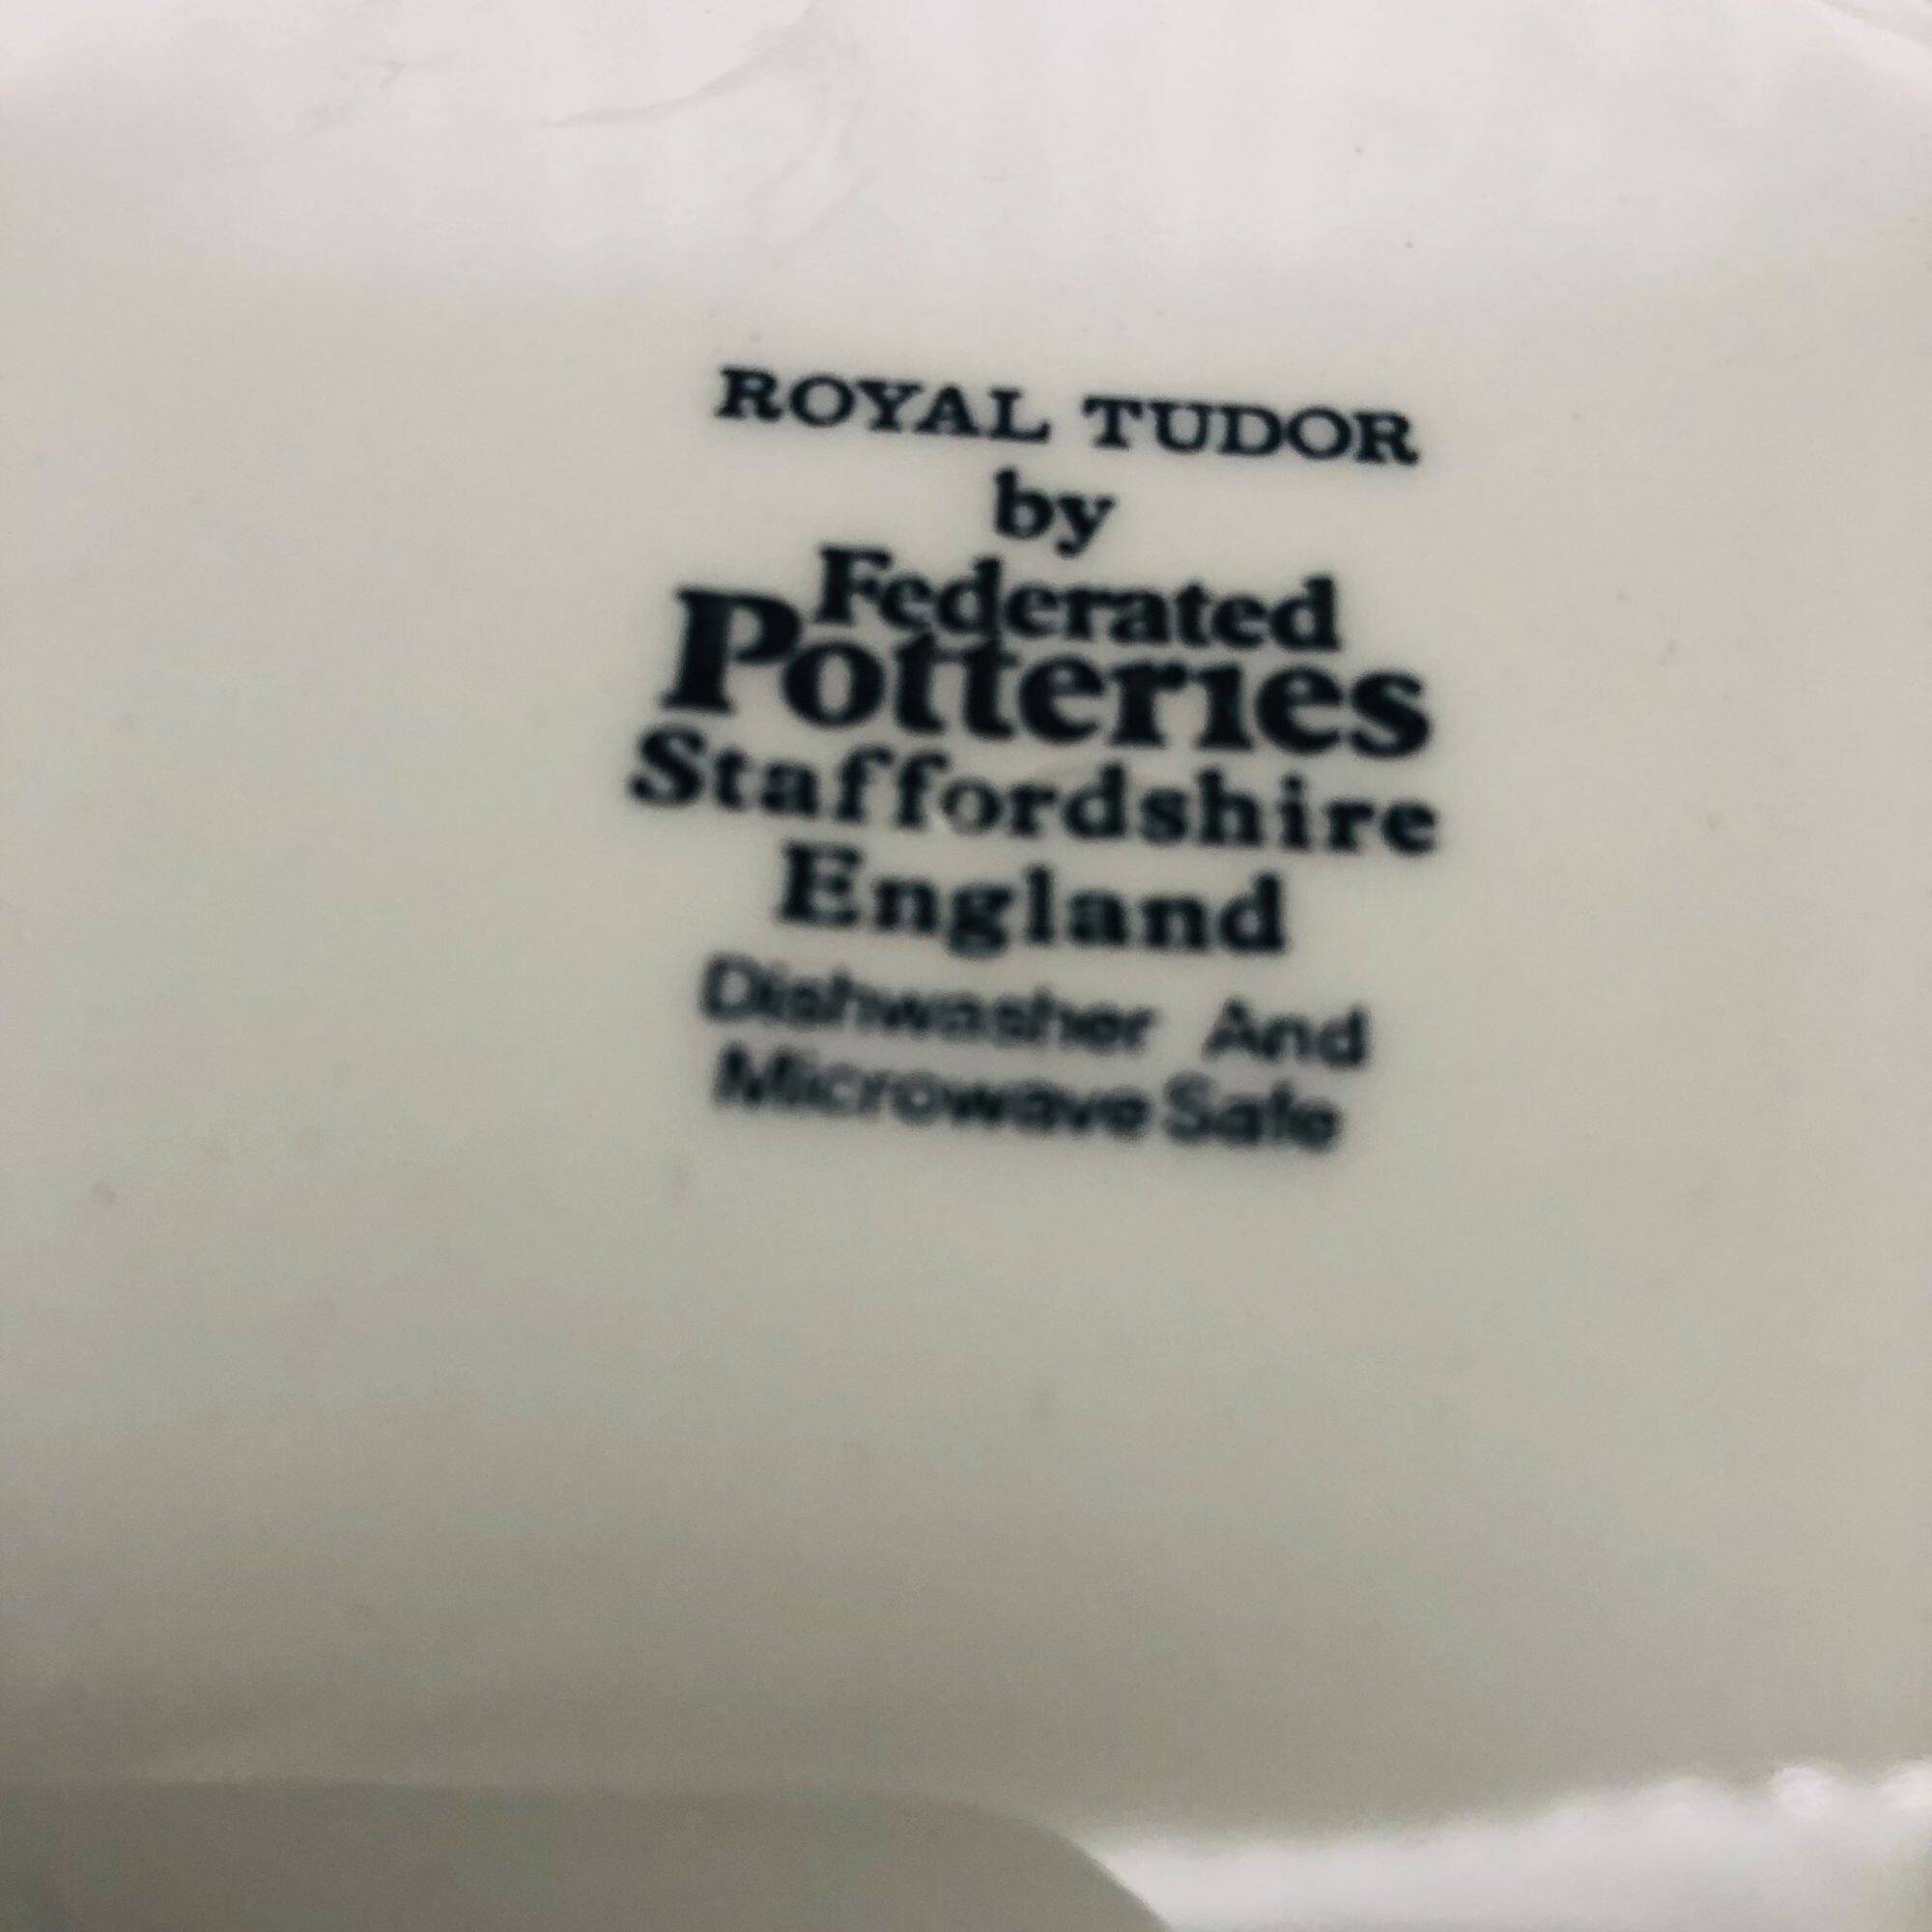 ROYAL TUDOR
by
Federated
Potteries
Staffordshire
England
Dishwasher And
Microwave Safe